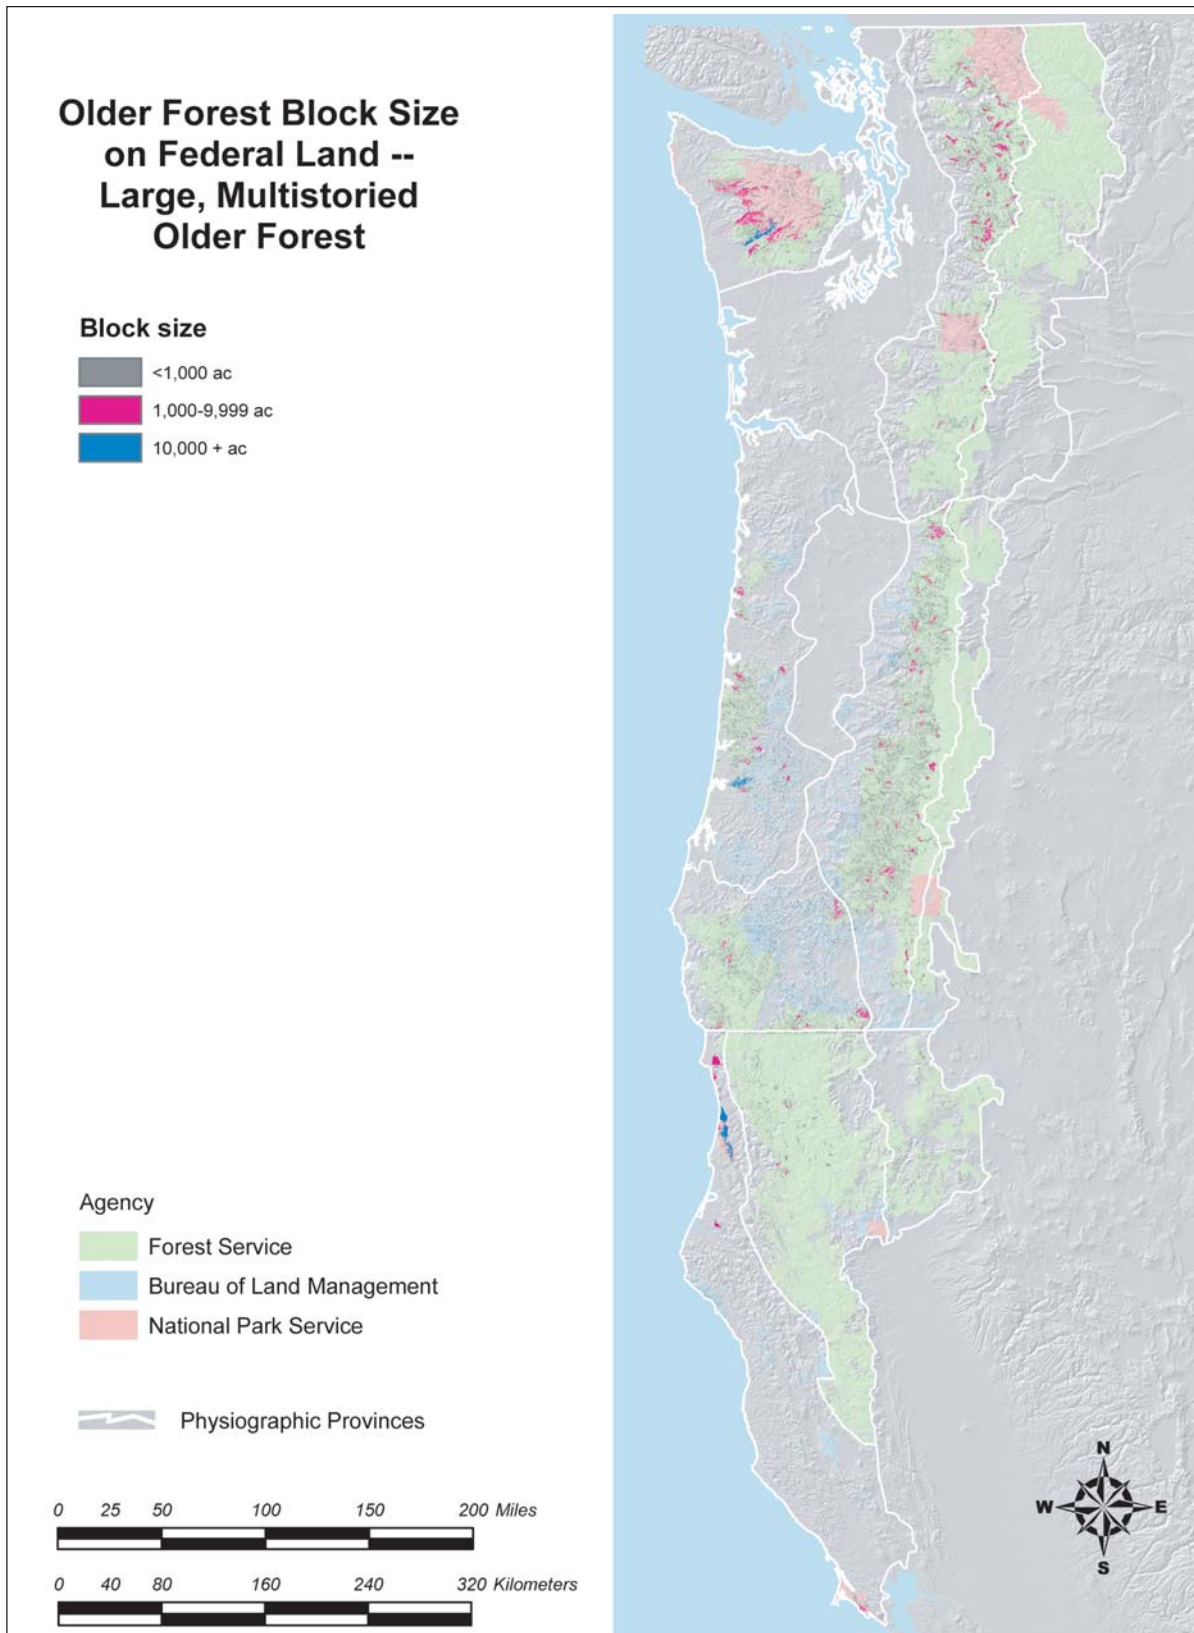 Older Forest Block Size
on Federal Land --
Large, Multistoried
Older Forest
Block size
<1,000 ac
1,000-9,999 ac
10,000 + ac
Agency
Forest Service
Bureau of Land Management
National Park Service
Physiographic Provinces
0 25 50 100 150 200 Miles
0 40 80 160 240 320 Kilometers
N
W E
S